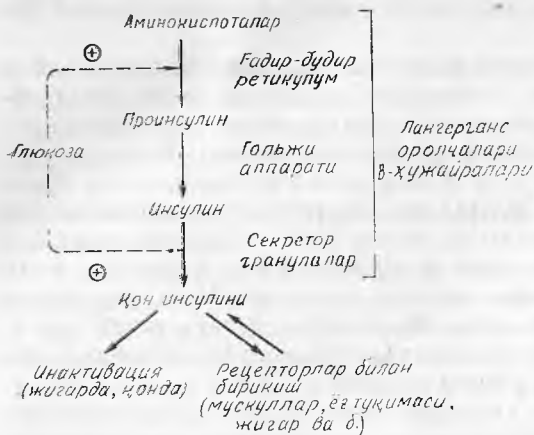 Аминокислоталар
⊕
Ғадир-будир
ретикулум
Проинсулин
Глюкоза
Гольжи
аппарати
Лангерганс
оролчалари
β-ҳужайралари
Инсулин
Секретор
гранулалар
⊕
Қон инсулини
Инактивация
(жигарда, қонда)
Рецепторлар билан
бирикиш
(мускуллар, ёғ туқимаси,
жигар ва б.)